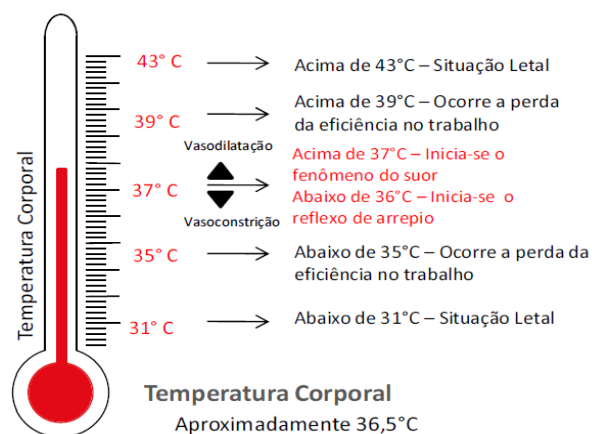 43° C
Acima de 43°C – Situação Letal
39° C
Acima de 39°C – Ocorre a perda
da eficiência no trabalho
Vasodilatação
37° C
Acima de 37°C – Inicia-se o
fenômeno do suor
Abaixo de 36°C – Inicia-se o
reflexo de arrepio
Vasoconstrição
35° C
Abaixo de 35°C – Ocorre a perda da
eficiência no trabalho
31° C
Abaixo de 31°C – Situação Letal
Temperatura Corporal
Temperatura Corporal
Aproximadamente 36,5°C